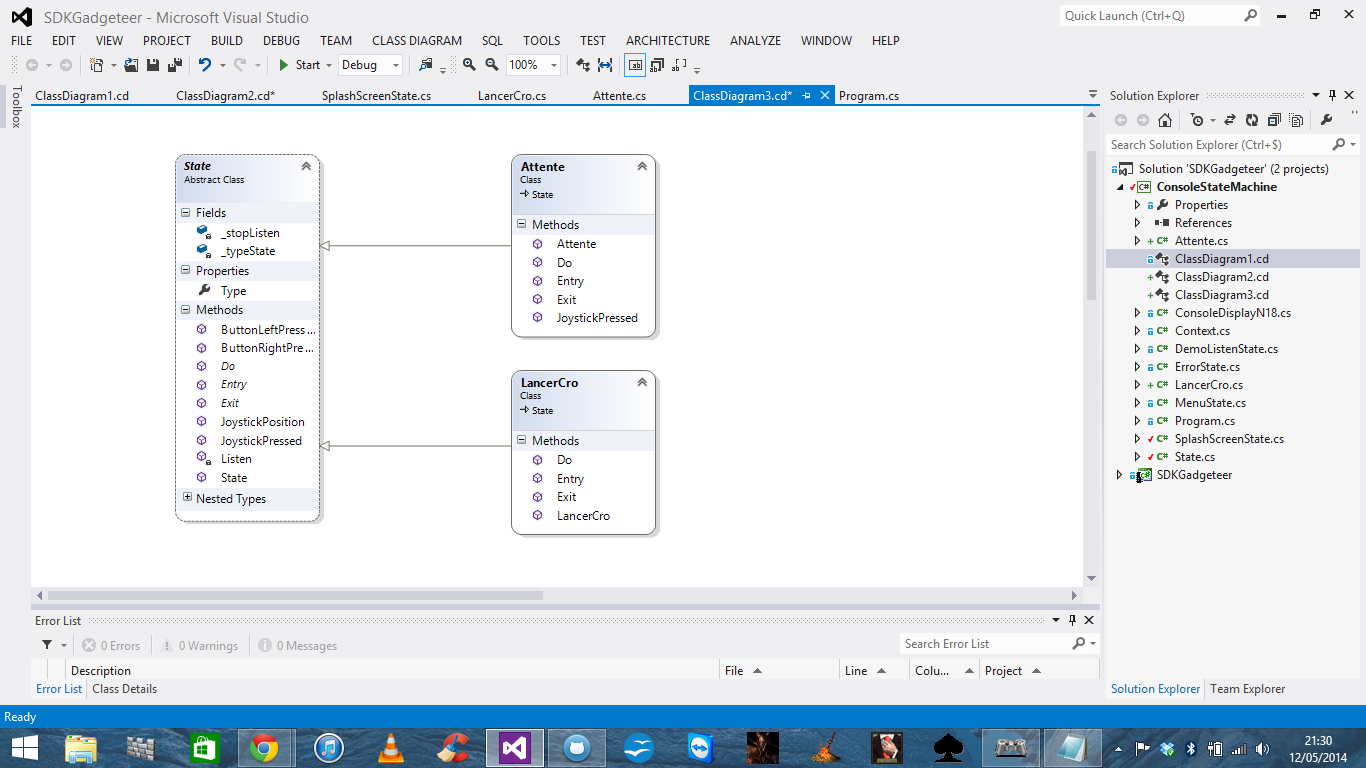 SDKGadgeteer - Microsoft Visual Studio
Quick Launch (Ctrl+Q)
FILE EDIT VIEW PROJECT BUILD DEBUG TEAM CLASS DIAGRAM SQL TOOLS TEST ARCHITECTURE ANALYZE WINDOW HELP
Start Debug 100%
Toolbox
ClassDiagram1.cd ClassDiagram2.cd* SplashScreenState.cs LancerCro.cs Attente.cs ClassDiagram3.cd* Program.cs
State
Abstract Class
Fields
_stopListen
_typeState
Properties
Type
Methods
ButtonLeftPress...
ButtonRightPre...
Do
Entry
Exit
JoystickPosition
JoystickPressed
Listen
State
Nested Types
Attente
Class
State
Methods
Attente
Do
Entry
Exit
JoystickPressed
LancerCro
Class
State
Methods
Do
Entry
Exit
LancerCro
Solution Explorer
Search Solution Explorer (Ctrl+$)
Solution 'SDKGadgeteer' (2 projects)
ConsoleStateMachine
Properties
References
C# Attente.cs
ClassDiagram1.cd
ClassDiagram2.cd
ClassDiagram3.cd
C# ConsoleDisplayN18.cs
C# Context.cs
C# DemoListenState.cs
C# ErrorState.cs
C# LancerCro.cs
C# MenuState.cs
C# Program.cs
C# SplashScreenState.cs
C# State.cs
SDKGadgeteer
Solution Explorer Team Explorer
Error List
0 Errors 0 Warnings 0 Messages
Search Error List
Description File Line Colu... Project
Error List Class Details
Ready
21:30
12/05/2014